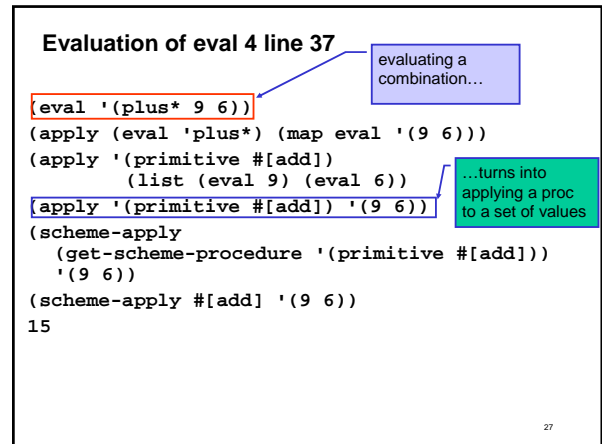 Evaluation of eval 4 line 37
evaluating a
combination…
(eval '(plus* 9 6))
(apply (eval 'plus*) (map eval '(9 6)))
(apply '(primitive #[add])
(list (eval 9) (eval 6))
…turns into
applying a proc
to a set of values
(apply '(primitive #[add]) '(9 6))
(scheme-apply
(get-scheme-procedure '(primitive #[add]))
'(9 6))
(scheme-apply #[add] '(9 6))
15
27